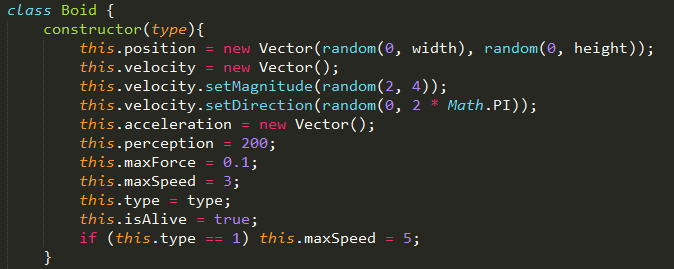 class Boid {
    constructor(type){
        this.position = new Vector(random(0, width), random(0, height));
        this.velocity = new Vector();
        this.velocity.setMagnitude(random(2, 4));
        this.velocity.setDirection(random(0, 2 * Math.PI));
        this.acceleration = new Vector();
        this.perception = 200;
        this.maxForce = 0.1;
        this.maxSpeed = 3;
        this.type = type;
        this.isAlive = true;
        if (this.type == 1) this.maxSpeed = 5;
    }